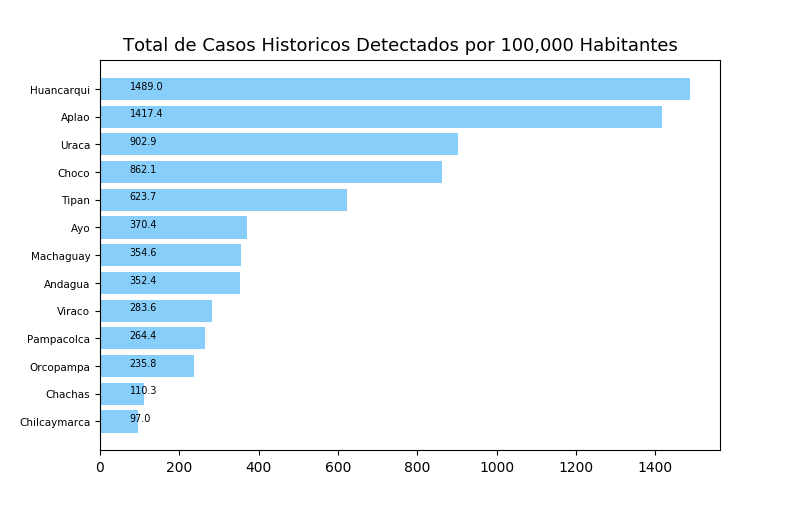 Total de Casos Historicos Detectados por 100,000 Habitantes
Huancarqui 1489.0
Aplao 1417.4
Uraca 902.9
Choco 862.1
Tipan 623.7
Ayo 370.4
Machaguay 354.6
Andagua 352.4
Viraco 283.6
Pampacolca 264.4
Orcopampa 235.8
Chachas 110.3
Chilcaymarca 97.0
0 200 400 600 800 1000 1200 1400